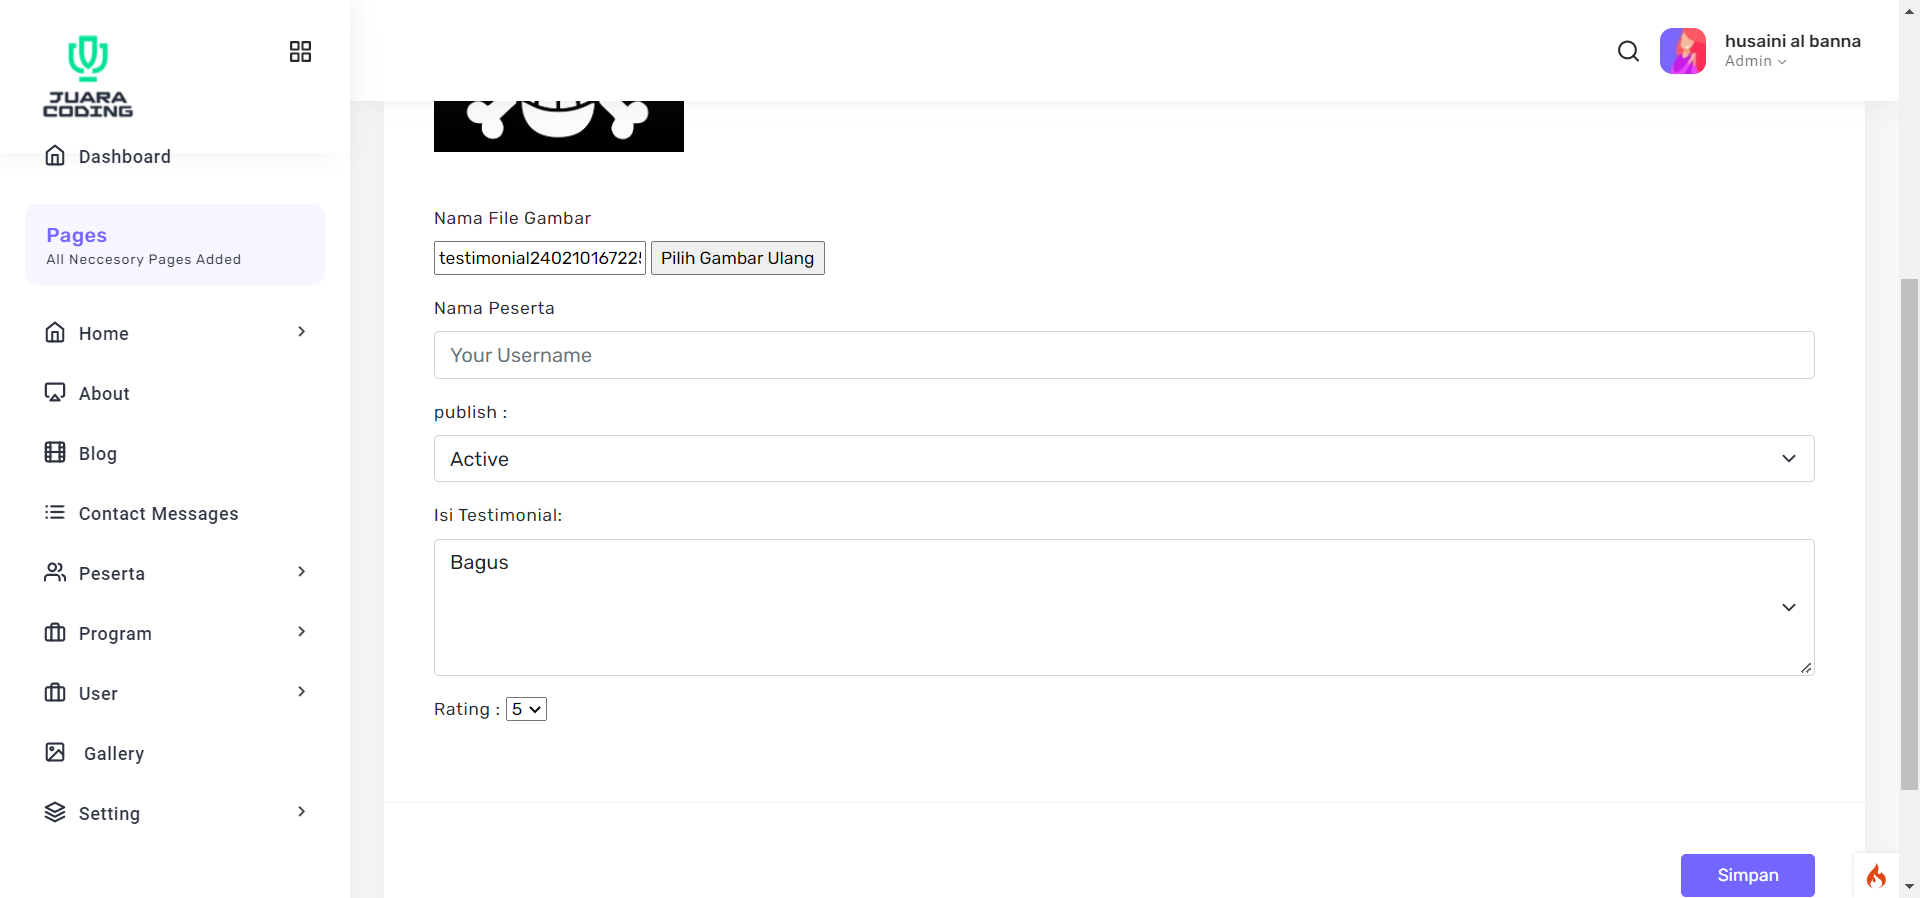 JUARA
CODING
husaini al banna
Admin
Dashboard
Pages
All Neccesory Pages Added
Home
About
Blog
Contact Messages
Peserta
Program
User
Gallery
Setting
Nama File Gambar
testimonial24021016722
Pilih Gambar Ulang
Nama Peserta
Your Username
publish :
Active
Isi Testimonial:
Bagus
Rating : 5
Simpan